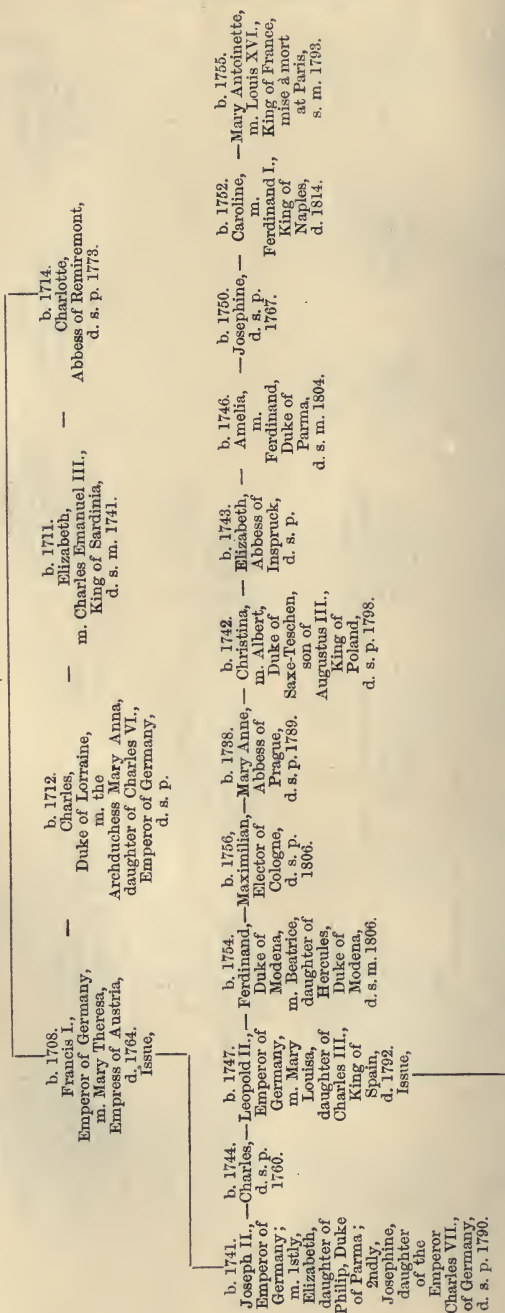 b. 1708.
Francis I.,
Emperor of Germany,
m. Mary Theresa,
Empress of Austria,
d. 1764.
Issue,
—
b. 1712.
Charles,
Duke of Lorraine,
m. the
Archduchess Mary Anna,
daughter of Charles VI.,
Emperor of Germany,
d. s. p.
—
b. 1711.
Elizabeth,
m. Charles Emanuel III.,
King of Sardinia,
d. s. m. 1741.
—
b. 1714.
Charlotte,
Abbess of Remiremont,
d. s. p. 1773.
b. 1741.
Joseph II.,
Emperor of
Germany;
m. 1stly,
Elizabeth,
daughter of
Philip, Duke
of Parma;
2ndly,
Josephine,
daughter
of the
Emperor
Charles VII.,
of Germany,
d. s. p. 1790.
b. 1744.
—Charles,
d. s. p.
1760.
b. 1747.
—Leopold II.,
Emperor of
Germany,
m. Mary
Louisa,
daughter of
Charles III.,
King of
Spain,
d. 1792.
Issue,
b. 1754.
—Ferdinand,
Duke of
Modena,
m. Beatrice,
daughter of
Hercules,
Duke of
Modena,
d. s. m. 1806.
b. 1756,
—Maximilian,
Elector of
Cologne,
d. s. p.
1806.
b. 1738.
—Mary Anne,
Abbess of
Prague,
d. s. p. 1789.
b. 1742.
— Christina,
m. Albert,
Duke of
Saxe-Teschen,
son of
Augustus III.,
King of
Poland,
d. s. p. 1798.
b. 1743.
— Elizabeth,
Abbess of
Inspruck,
d. s. p.
b. 1746.
— Amelia,
m.
Ferdinand,
Duke of
Parma,
d. s. m. 1804.
b. 1750.
—Josephine,
d. s. p.
1767.
b. 1752.
— Caroline,
m.
Ferdinand I.,
King of
Naples,
d. 1814.
b. 1755.
—Mary Antoinette,
m. Louis XVI.,
King of France,
mise à mort
at Paris,
s. m. 1793.